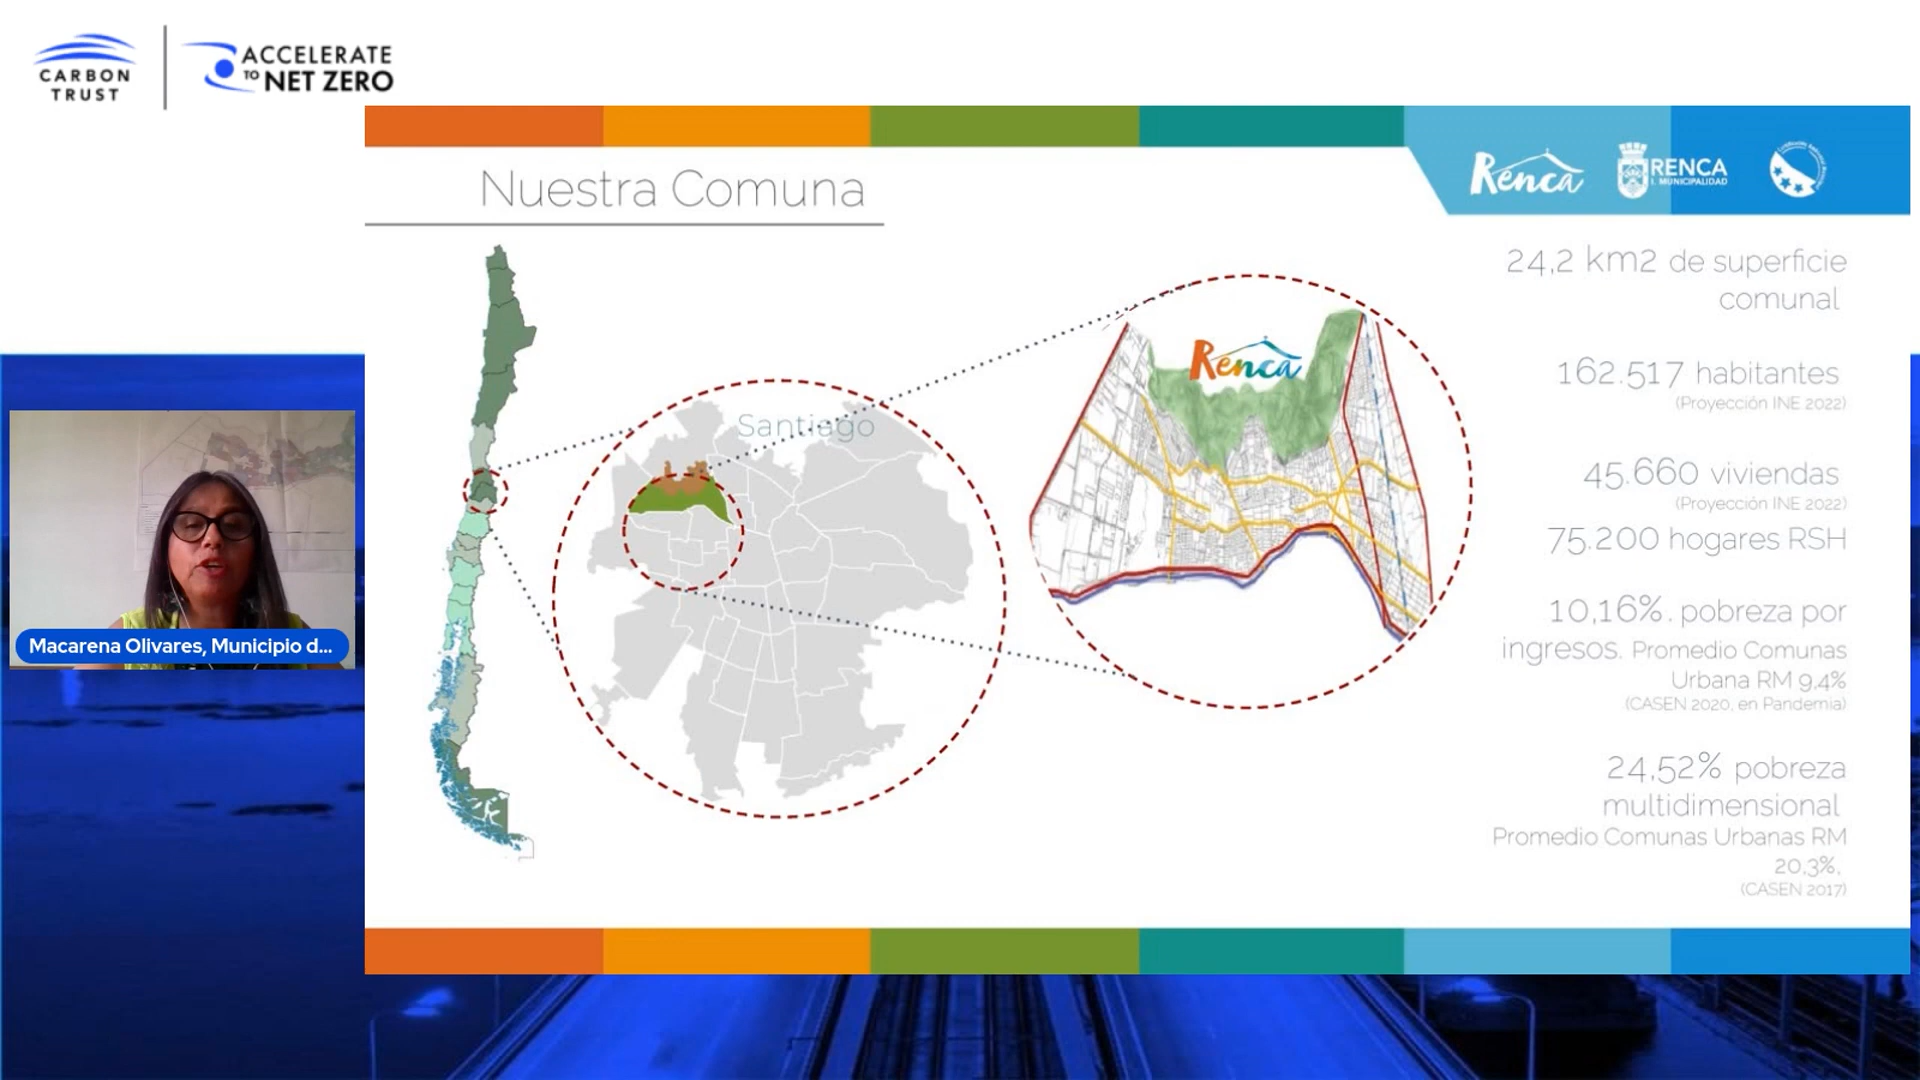 CARBON
TRUST
ACCELERATE
TO NET ZERO
Nuestra Comuna
Renca
RENCA
I. MUNICIPALIDAD
24,2 km2 de superficie
comunal
162.517 habitantes
(Proyección INE 2022)
45.660 viviendas
(Proyección INE 2022)
75.200 hogares RSH
10,16%. pobreza por
ingresos. Promedio Comunas
Urbana RM 9,4%
(CASEN 2020, en Pandemia)
24,52% pobreza
multidimensional
Promedio Comunas Urbanas RM
20,3%,
(CASEN 2017)
Santiago
Renca
Macarena Olivares, Municipio d...